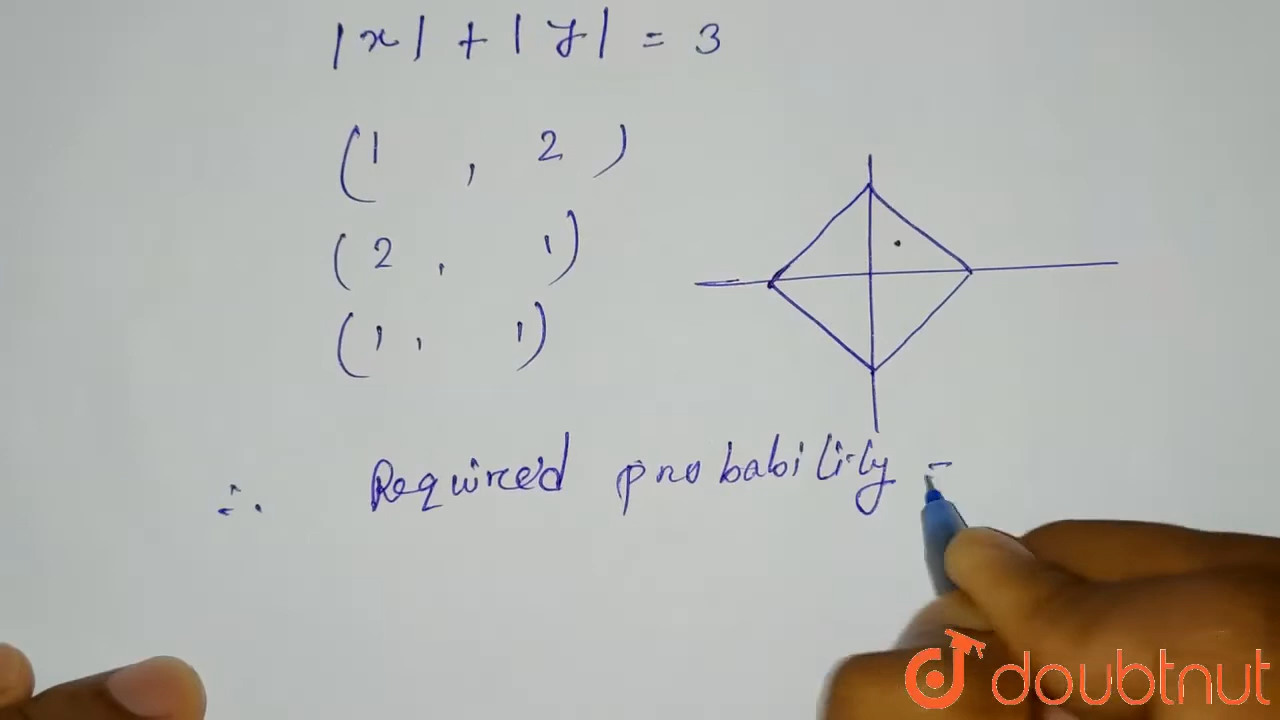 |x| + |y| = 3
(1 , 2)
(2 , 1)
(1 , 1)
∴ Required probability =
doubtnut